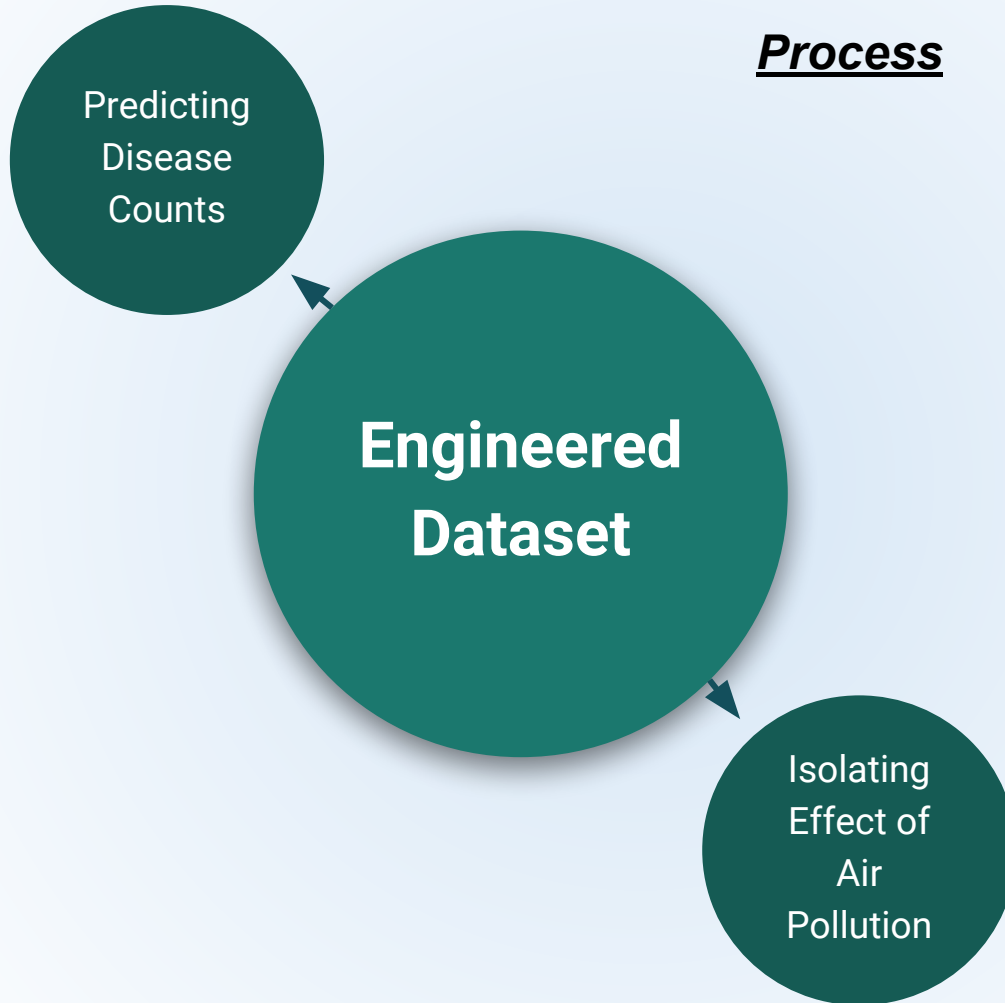 Process
Predicting
Disease
Counts
Engineered
Dataset
Isolating
Effect of
Air
Pollution